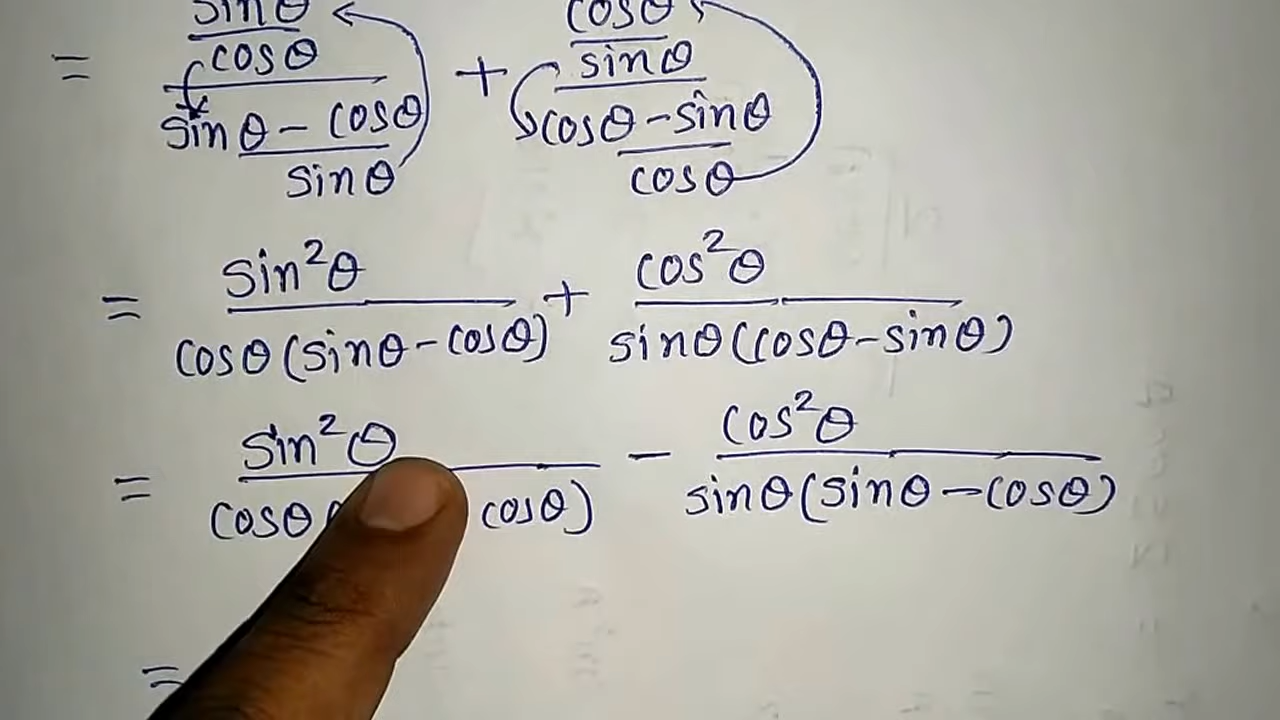 sinθ cosθ
= cosθ + sinθ
sinθ - cosθ cosθ - sinθ
sinθ cosθ
sin²θ cos²θ
= cosθ(sinθ - cosθ) + sinθ(cosθ - sinθ)
sin²θ cos²θ
= cosθ( cosθ) - sinθ(sinθ - cosθ)
=